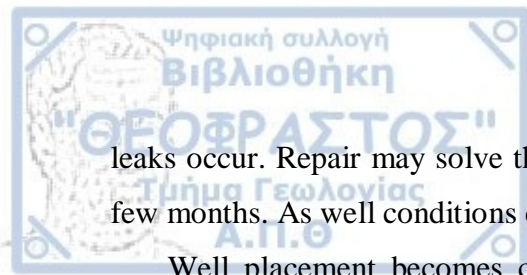 Ψηφιακή συλλογή
Βιβλιοθήκη
"ΘΕΟΦΡΑΣΤΟΣ"
leaks occur. Repair may solve
Τμήμα Γεωλογίας
few months. As well conditions
Α.Π.Θ
Well placement becomes